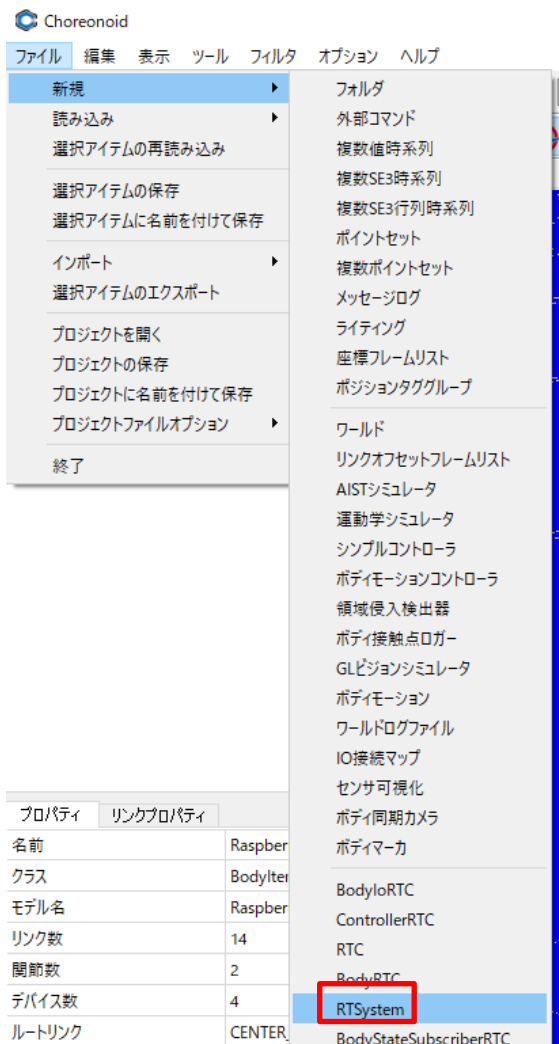 Choreonoid
ファイル 編集 表示 ツール フィルタ オプション ヘルプ
新規
読み込み
選択アイテムの再読み込み
選択アイテムの保存
選択アイテムに名前を付けて保存
インポート
選択アイテムのエクスポート
プロジェクトを開く
プロジェクトの保存
プロジェクトに名前を付けて保存
プロジェクトファイルオプション
終了
フォルダ
外部コマンド
複数値時系列
複数SE3時系列
複数SE3行列時系列
ポイントセット
複数ポイントセット
メッセージログ
ライティング
座標フレームリスト
ポジションタググループ
ワールド
リンクオフセットフレームリスト
AISTシミュレータ
運動学シミュレータ
シンプルコントローラ
ボディモーションコントローラ
領域侵入検出器
ボディ接触点ロガー
GLビジョンシミュレータ
ボディモーション
ワールドログファイル
IO接続マップ
センサ可視化
ボディ同期カメラ
ボディマーカ
BodyIoRTC
ControllerRTC
RTC
BodyRTC
RTSystem
BodyStateSubscriberRTC
プロパティ リンクプロパティ
名前 Raspber
クラス BodyIter
モデル名 Raspber
リンク数 14
関節数 2
デバイス数 4
ルートリンク CENTER_